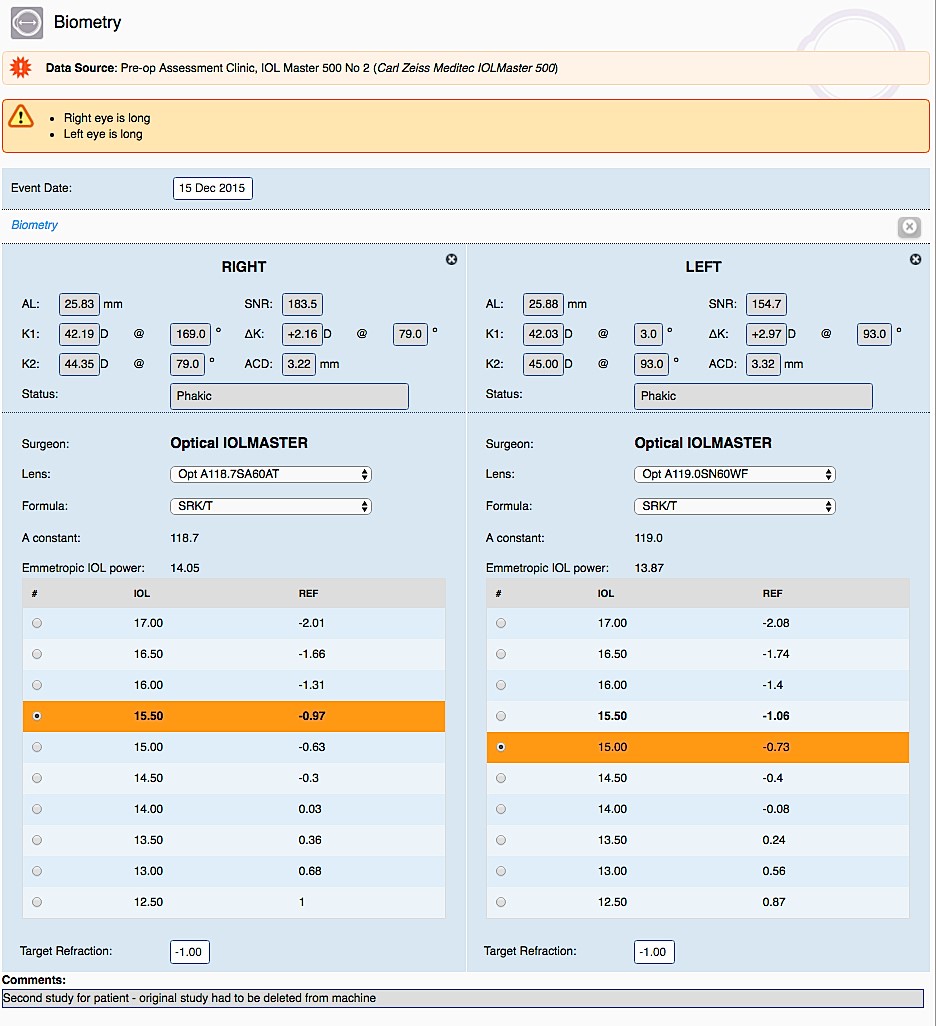 Biometry
Data Source: Pre-op Assessment Clinic, IOL Master 500 No 2 (Carl Zeiss Meditec IOLMaster 500)
• Right eye is long
• Left eye is long
Event Date: 15 Dec 2015
Biometry
RIGHT
AL: 25.83 mm SNR: 183.5
K1: 42.19 D @ 169.0 ° ΔK: +2.16 D @ 79.0 °
K2: 44.35 D @ 79.0 ° ACD: 3.22 mm
Status: Phakic
Surgeon: Optical IOLMASTER
Lens: Opt A118.7SA60AT
Formula: SRK/T
A constant: 118.7
Emmetropic IOL power: 14.05
# IOL REF
17.00 -2.01
16.50 -1.66
16.00 -1.31
15.50 -0.97
15.00 -0.63
14.50 -0.3
14.00 0.03
13.50 0.36
13.00 0.68
12.50 1
Target Refraction: -1.00
LEFT
AL: 25.88 mm SNR: 154.7
K1: 42.03 D @ 3.0 ° ΔK: +2.97 D @ 93.0 °
K2: 45.00 D @ 93.0 ° ACD: 3.32 mm
Status: Phakic
Surgeon: Optical IOLMASTER
Lens: Opt A119.0SN60WF
Formula: SRK/T
A constant: 119.0
Emmetropic IOL power: 13.87
# IOL REF
17.00 -2.08
16.50 -1.74
16.00 -1.4
15.50 -1.06
15.00 -0.73
14.50 -0.4
14.00 -0.08
13.50 0.24
13.00 0.56
12.50 0.87
Target Refraction: -1.00
Comments:
Second study for patient - original study had to be deleted from machine